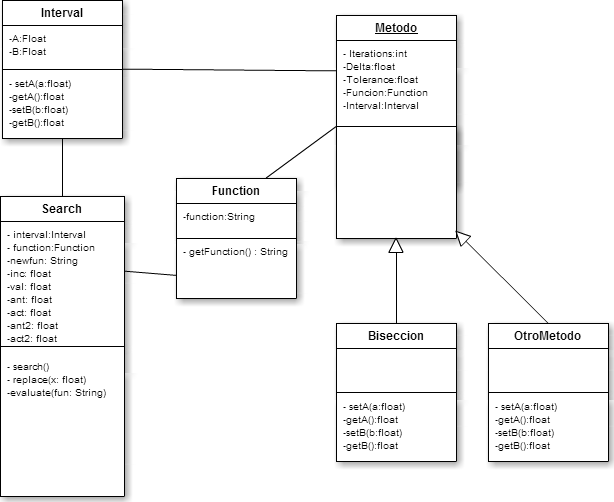 Interval
-A:Float
-B:Float
- setA(a:float)
-getA():float
-setB(b:float)
-getB():float
Metodo
- Iterations:int
-Delta:float
-Tolerance:float
-Funcion:Function
-Interval:Interval
Function
-function:String
- getFunction() : String
Search
- interval:Interval
- function:Function
-newfun: String
-inc: float
-val: float
-ant: float
-act: float
-ant2: float
-act2: float
- search()
- replace(x: float)
-evaluate(fun: String)
Biseccion
- setA(a:float)
-getA():float
-setB(b:float)
-getB():float
OtroMetodo
- setA(a:float)
-getA():float
-setB(b:float)
-getB():float